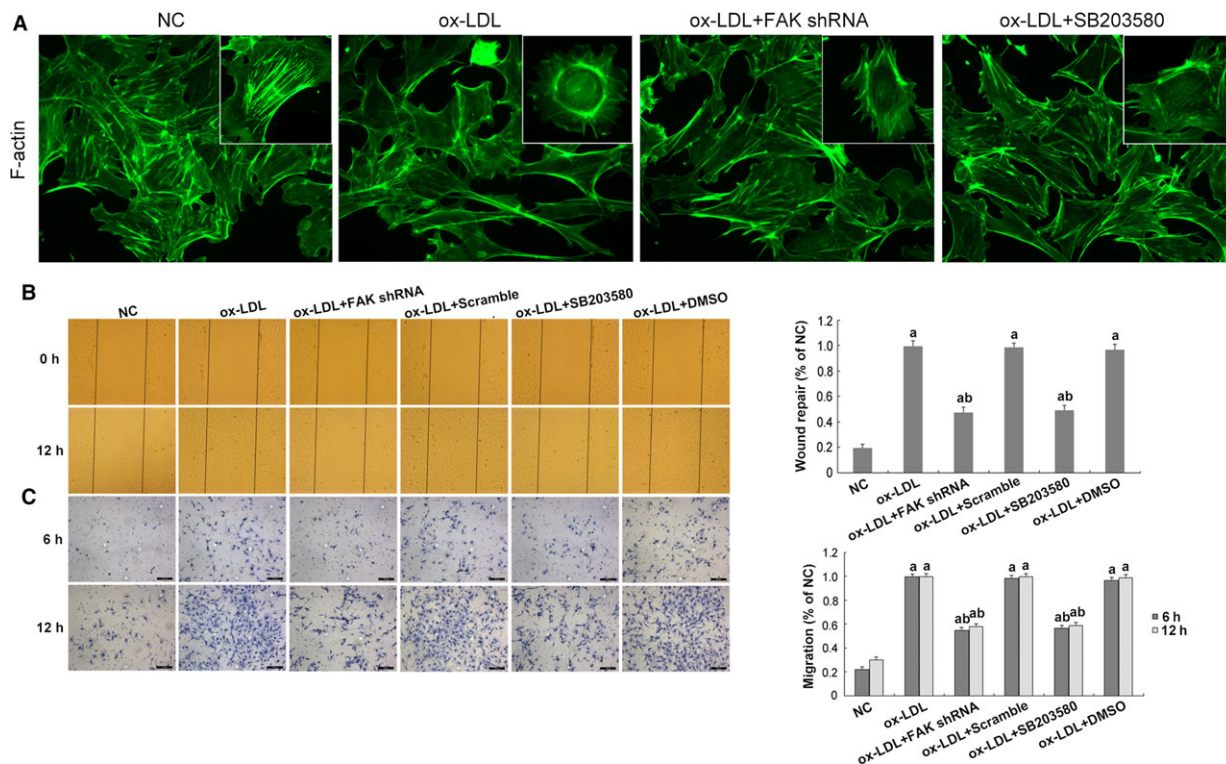 A
NC
ox-LDL
ox-LDL+FAK shRNA
ox-LDL+SB203580
F-actin
B
NC
ox-LDL
ox-LDL+FAK shRNA
ox-LDL+Scramble
ox-LDL+SB203580
ox-LDL+DMSO
0 h
12 h
Wound repair (% of NC)
1.2
1.0
0.8
0.6
0.4
0.2
0
a
ab
a
ab
a
NC
ox-LDL
ox-LDL+FAK shRNA
ox-LDL+Scramble
ox-LDL+SB203580
ox-LDL+DMSO
C
6 h
12 h
Migration (% of NC)
1.2
1.0
0.8
0.6
0.4
0.2
0
a a
ab ab
a a
ab ab
a a
6 h
12 h
NC
ox-LDL
ox-LDL+FAK shRNA
ox-LDL+Scramble
ox-LDL+SB203580
ox-LDL+DMSO